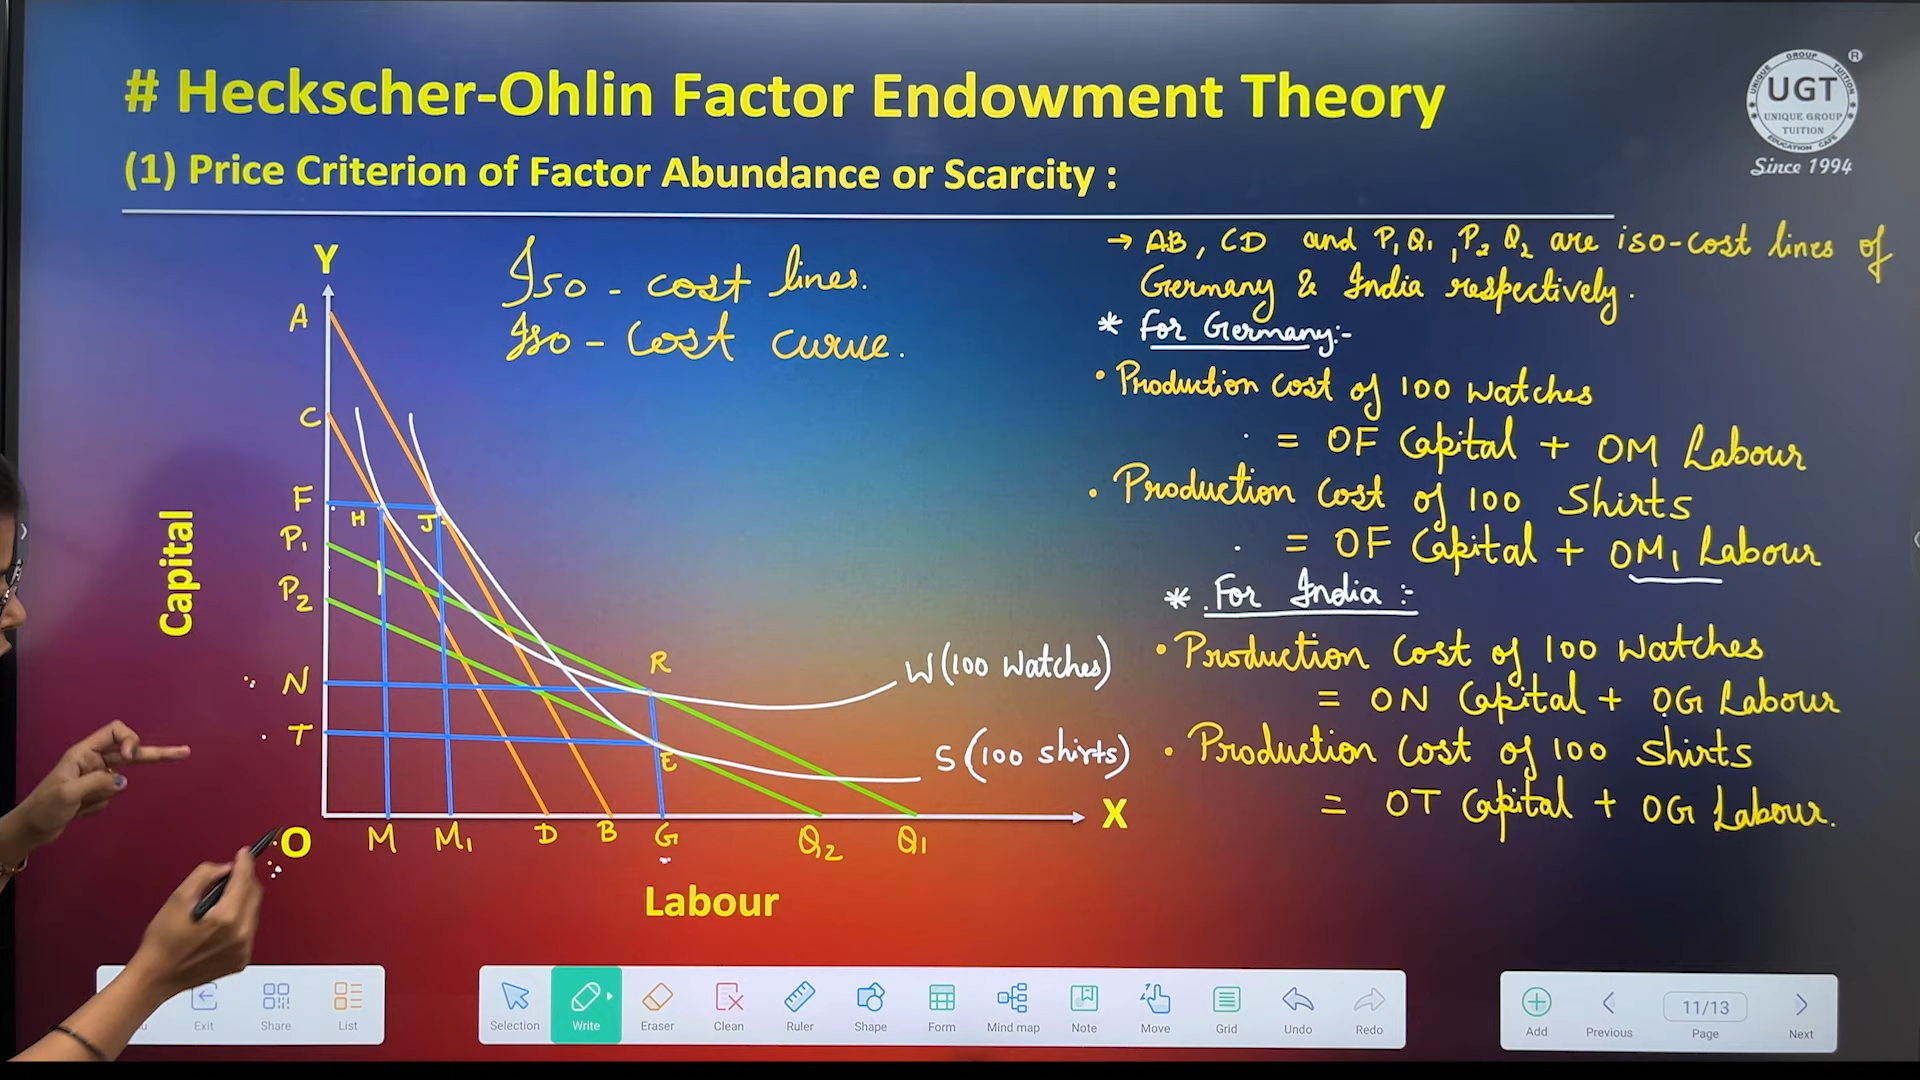 # Heckscher-Ohlin Factor Endowment Theory
(1) Price Criterion of Factor Abundance or Scarcity :
GROUP
UNIQUE
TUITION
UGT
®
UNIQUE GROUP
TUITION
EDUCATION CAFE
Since 1994
Iso - cost lines.
Iso - cost curve.
Y
A
C
F
H
J
P1
P2
N
T
R
E
O
M
M1
D
B
G
Q2
Q1
X
Capital
Labour
W (100 watches)
S (100 shirts)
→ AB, CD and P1Q1, P2Q2 are iso-cost lines of
Germany & India respectively.
* For Germany:-
• Production cost of 100 watches
= OF Capital + OM Labour
• Production cost of 100 Shirts
= OF Capital + OM1 Labour
* For India :-
• Production cost of 100 watches
= ON Capital + OG Labour
• Production cost of 100 shirts
= OT Capital + OG Labour.
Exit
Share
List
Selection
Write
Eraser
Clean
Ruler
Shape
Form
Mind map
Note
Move
Grid
Undo
Redo
Add
Previous
11/13
Page
Next